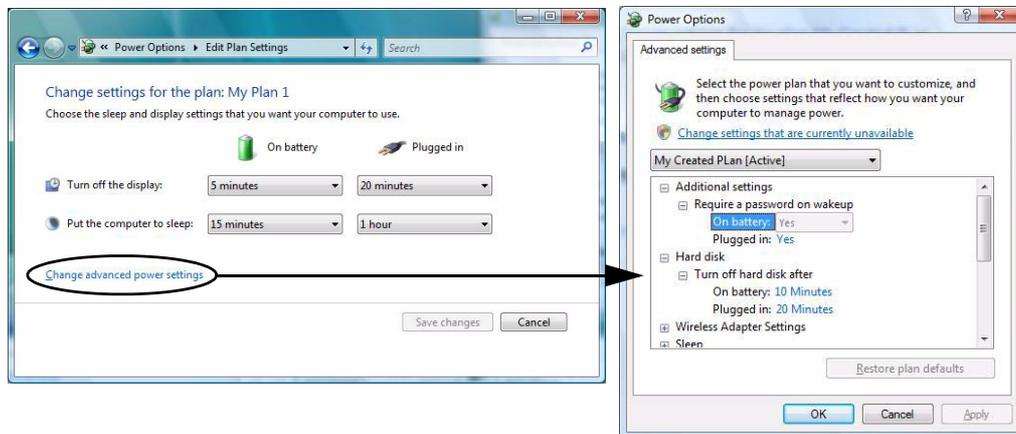 « Power Options ▸ Edit Plan Settings
Search
Change settings for the plan: My Plan 1
Choose the sleep and display settings that you want your computer to use.
On battery Plugged in
Turn off the display: 5 minutes 20 minutes
Put the computer to sleep: 15 minutes 1 hour
Change advanced power settings
Save changes Cancel
Power Options
Advanced settings
Select the power plan that you want to customize, and
then choose settings that reflect how you want your
computer to manage power.
Change settings that are currently unavailable
My Created PLan [Active]
Additional settings
Require a password on wakeup
On battery: Yes
Plugged in: Yes
Hard disk
Turn off hard disk after
On battery: 10 Minutes
Plugged in: 20 Minutes
Wireless Adapter Settings
Sleep
Restore plan defaults
OK Cancel Apply